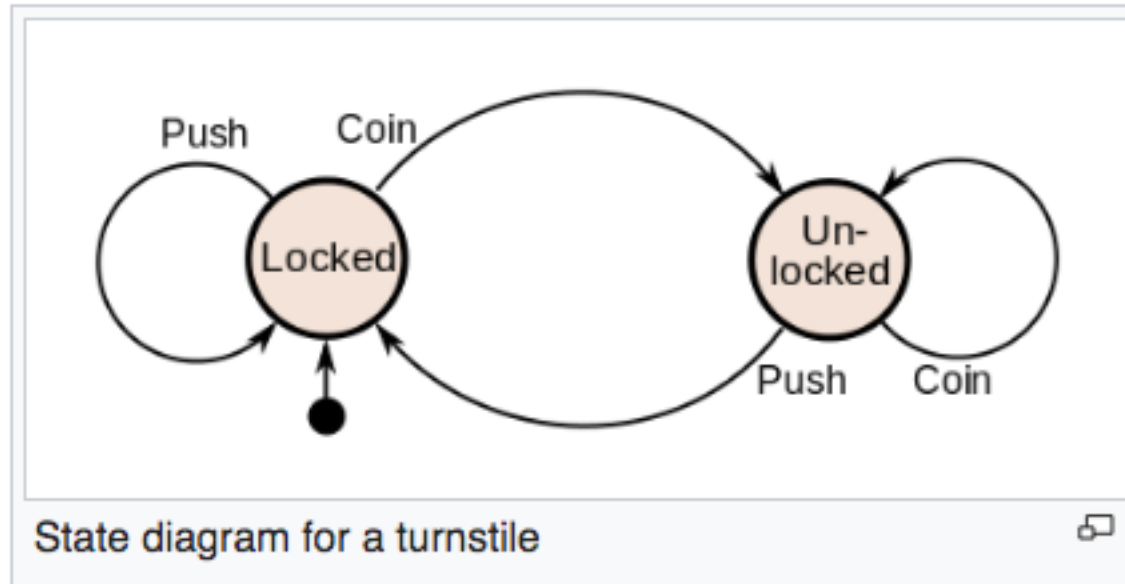 Push
Coin
Locked
Un-
locked
Push
Coin
State diagram for a turnstile